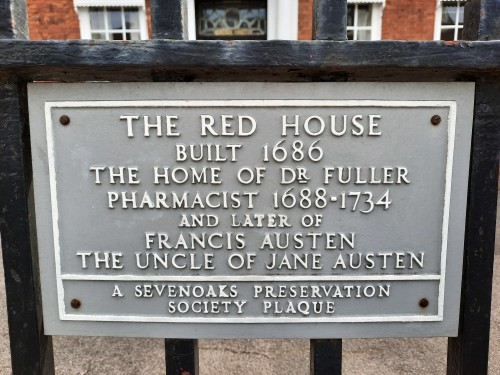 THE RED HOUSE
BUILT 1686
THE HOME OF DR FULLER
PHARMACIST 1688-1734
AND LATER OF
FRANCIS AUSTEN
THE UNCLE OF JANE AUSTEN
A SEVENOAKS PRESERVATION
SOCIETY PLAQUE